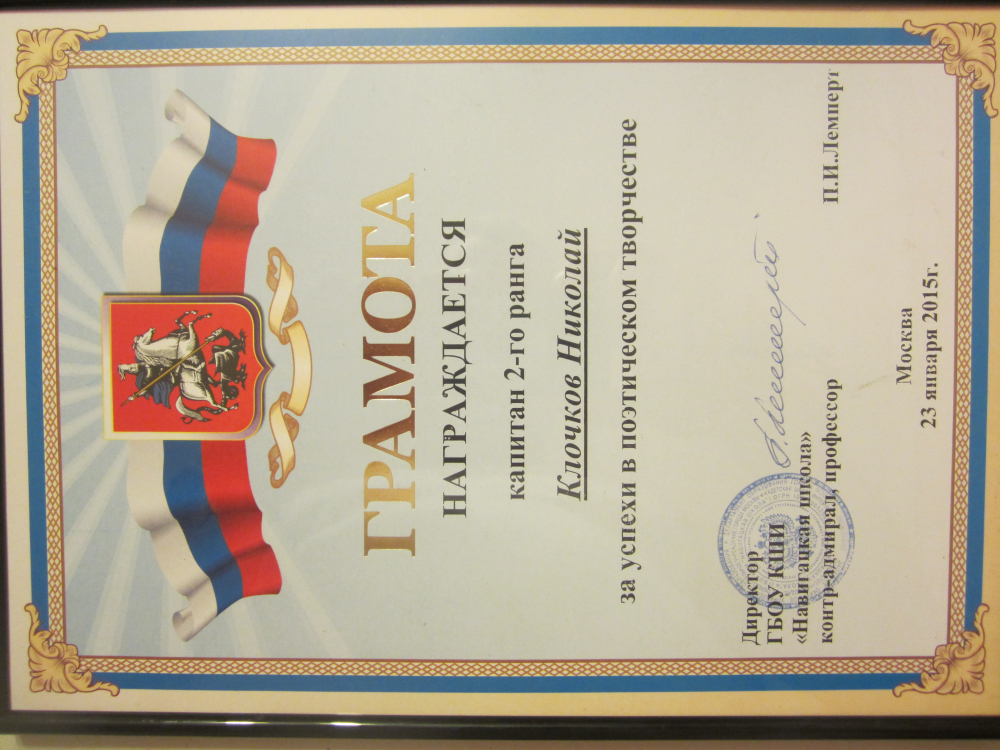 ГРАМОТА
НАГРАЖДАЕТСЯ
капитан 2-го ранга
Клочков Николай
за успехи в поэтическом творчестве
Директор
ГБОУ КШИ
«Навигацкая школа»
контр-адмирал, профессор
П.И.Лемперт
Москва
23 января 2015г.